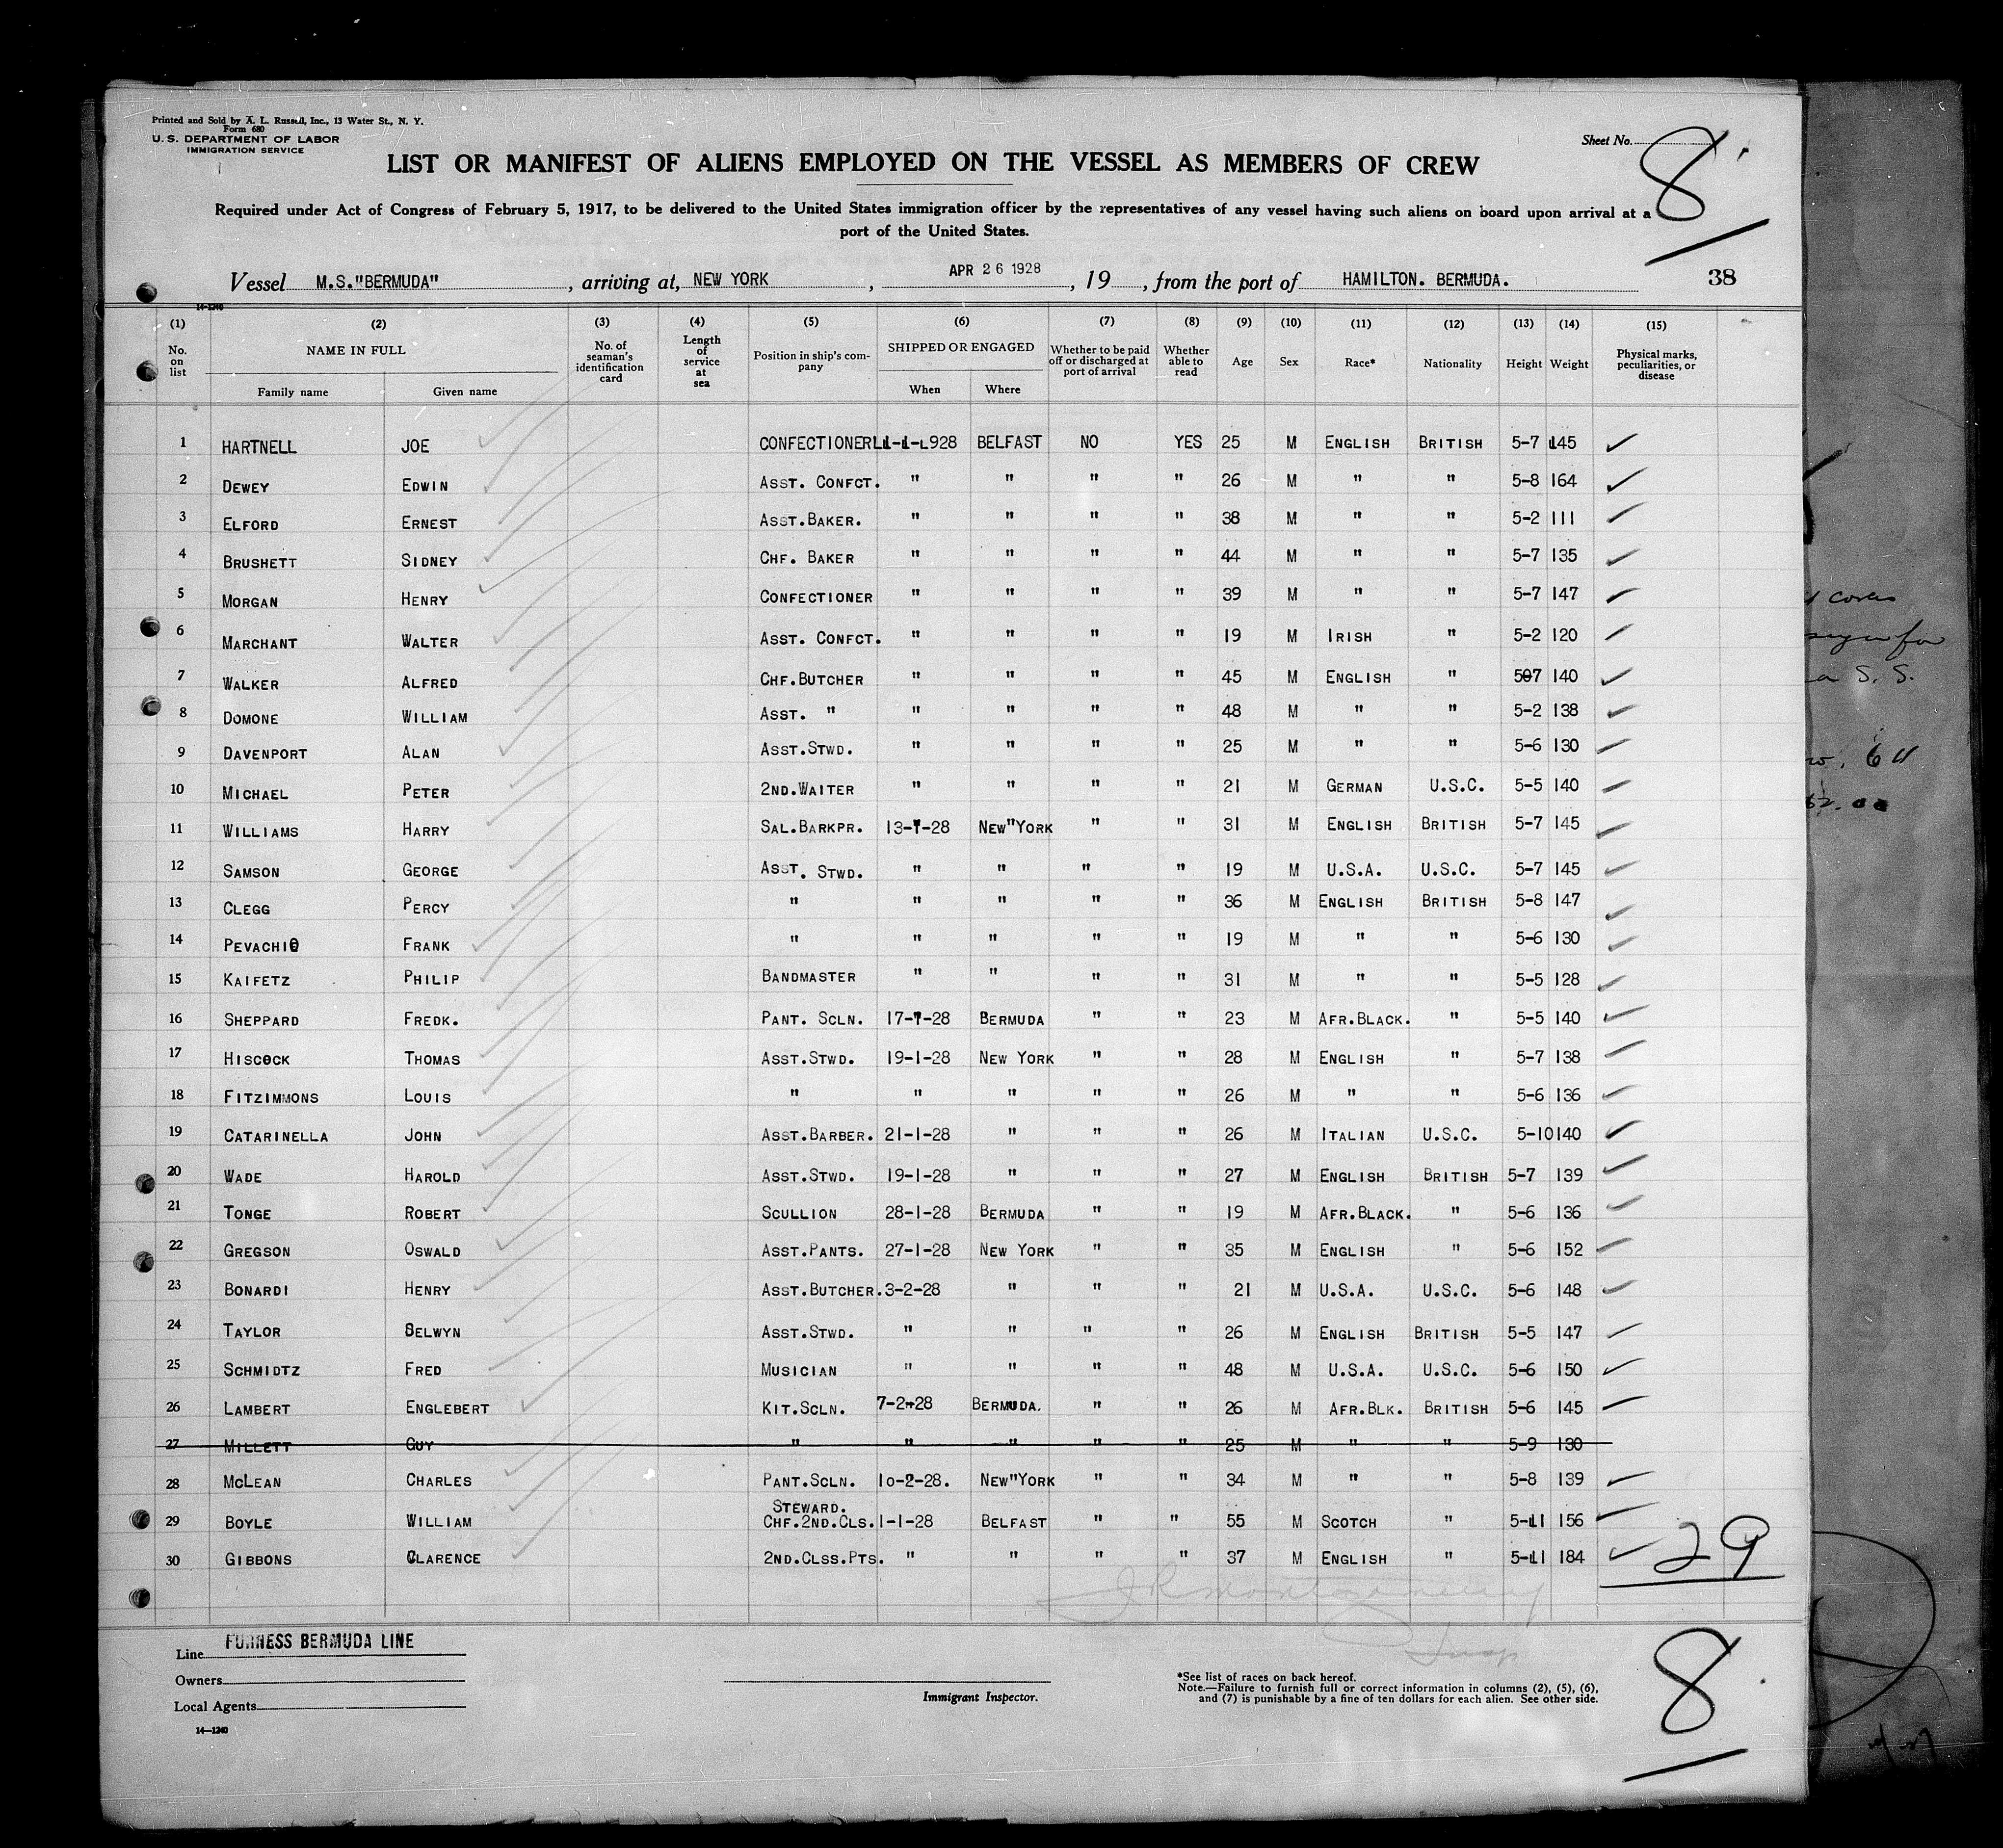 Printed and Sold by A. L. Russell, Inc., 13 Water St., N. Y.
Form 680
U. S. DEPARTMENT OF LABOR
IMMIGRATION SERVICE
Sheet No. 8
LIST OR MANIFEST OF ALIENS EMPLOYED ON THE VESSEL AS MEMBERS OF CREW
Required under Act of Congress of February 5, 1917, to be delivered to the United States immigration officer by the representatives of any vessel having such aliens on board upon arrival at a
port of the United States.
Vessel M.S."BERMUDA", arriving at, NEW YORK, APR 26 1928, 19, from the port of HAMILTON. BERMUDA. 38
14-1240
(1) (2) (3) (4) (5) (6) (7) (8) (9) (10) (11) (12) (13) (14) (15)
No. on list NAME IN FULL Family name Given name No. of seaman's identification card Length of service at sea Position in ship's company SHIPPED OR ENGAGED When Where Whether to be paid off or discharged at port of arrival Whether able to read Age Sex Race* Nationality Height Weight Physical marks, peculiarities, or disease
1 HARTNELL JOE CONFECTIONER 1-1-1928 BELFAST NO YES 25 M ENGLISH BRITISH 5-7 145
2 DEWEY EDWIN ASST. CONFCT. " " " " 26 M " " 5-8 164
3 ELFORD ERNEST ASST.BAKER. " " " " 38 M " " 5-2 111
4 BRUSHETT SIDNEY CHF. BAKER " " " " 44 M " " 5-7 135
5 MORGAN HENRY CONFECTIONER " " " " 39 M " " 5-7 147
6 MARCHANT WALTER ASST. CONFCT. " " " " 19 M IRISH " 5-2 120
7 WALKER ALFRED CHF.BUTCHER " " " " 45 M ENGLISH " 5-7 140
8 DOMONE WILLIAM ASST. " " " " " 48 M " " 5-2 138
9 DAVENPORT ALAN ASST.STWD. " " " " 25 M " " 5-6 130
10 MICHAEL PETER 2ND.WAITER " " " " 21 M GERMAN U.S.C. 5-5 140
11 WILLIAMS HARRY SAL.BARKPR. 13-1-28 NEW"YORK " " 31 M ENGLISH BRITISH 5-7 145
12 SAMSON GEORGE ASST. STWD. " " " " 19 M U.S.A. U.S.C. 5-7 145
13 CLEGG PERCY " " " " " 36 M ENGLISH BRITISH 5-8 147
14 PEVACHIO FRANK " " " " " 19 M " " 5-6 130
15 KAIFETZ PHILIP BANDMASTER " " " " 31 M " " 5-5 128
16 SHEPPARD FREDK. PANT. SCLN. 17-1-28 BERMUDA " " 23 M AFR.BLACK. " 5-5 140
17 HISCOCK THOMAS ASST.STWD. 19-1-28 NEW YORK " " 28 M ENGLISH " 5-7 138
18 FITZIMMONS LOUIS " " " " " 26 M " " 5-6 136
19 CATARINELLA JOHN ASST.BARBER. 21-1-28 " " " 26 M ITALIAN U.S.C. 5-10 140
20 WADE HAROLD ASST.STWD. 19-1-28 " " " 27 M ENGLISH BRITISH 5-7 139
21 TONGE ROBERT SCULLION 28-1-28 BERMUDA " " 19 M AFR.BLACK. " 5-6 136
22 GREGSON OSWALD ASST.PANTS. 27-1-28 NEW YORK " " 35 M ENGLISH " 5-6 152
23 BONARDI HENRY ASST.BUTCHER. 3-2-28 " " " 21 M U.S.A. U.S.C. 5-6 148
24 TAYLOR BELWYN ASST.STWD. " " " " 26 M ENGLISH BRITISH 5-5 147
25 SCHMIDTZ FRED MUSICIAN " " " " 48 M U.S.A. U.S.C. 5-6 150
26 LAMBERT ENGLEBERT KIT.SCLN. 7-2-28 BERMUDA. " " 26 M AFR.BLK. BRITISH 5-6 145
27 MILLETT GUY " " " " " 25 M " " 5-9 130
28 MCLEAN CHARLES PANT.SCLN. 10-2-28. NEW"YORK " " 34 M " " 5-8 139
STEWARD.
29 BOYLE WILLIAM CHF.2ND.CLS. 1-1-28 BELFAST " " 55 M SCOTCH " 5-11 156
30 GIBBONS CLARENCE 2ND.CLSS.PTS. " " " " 37 M ENGLISH " 5-11 184
29
J R Montgomery
Insp
Line FURNESS BERMUDA LINE
Owners
Local Agents
14-1240
Immigrant Inspector.
*See list of races on back hereof.
Note.—Failure to furnish full or correct information in columns (2), (5), (6),
and (7) is punishable by a fine of ten dollars for each alien. See other side.
8